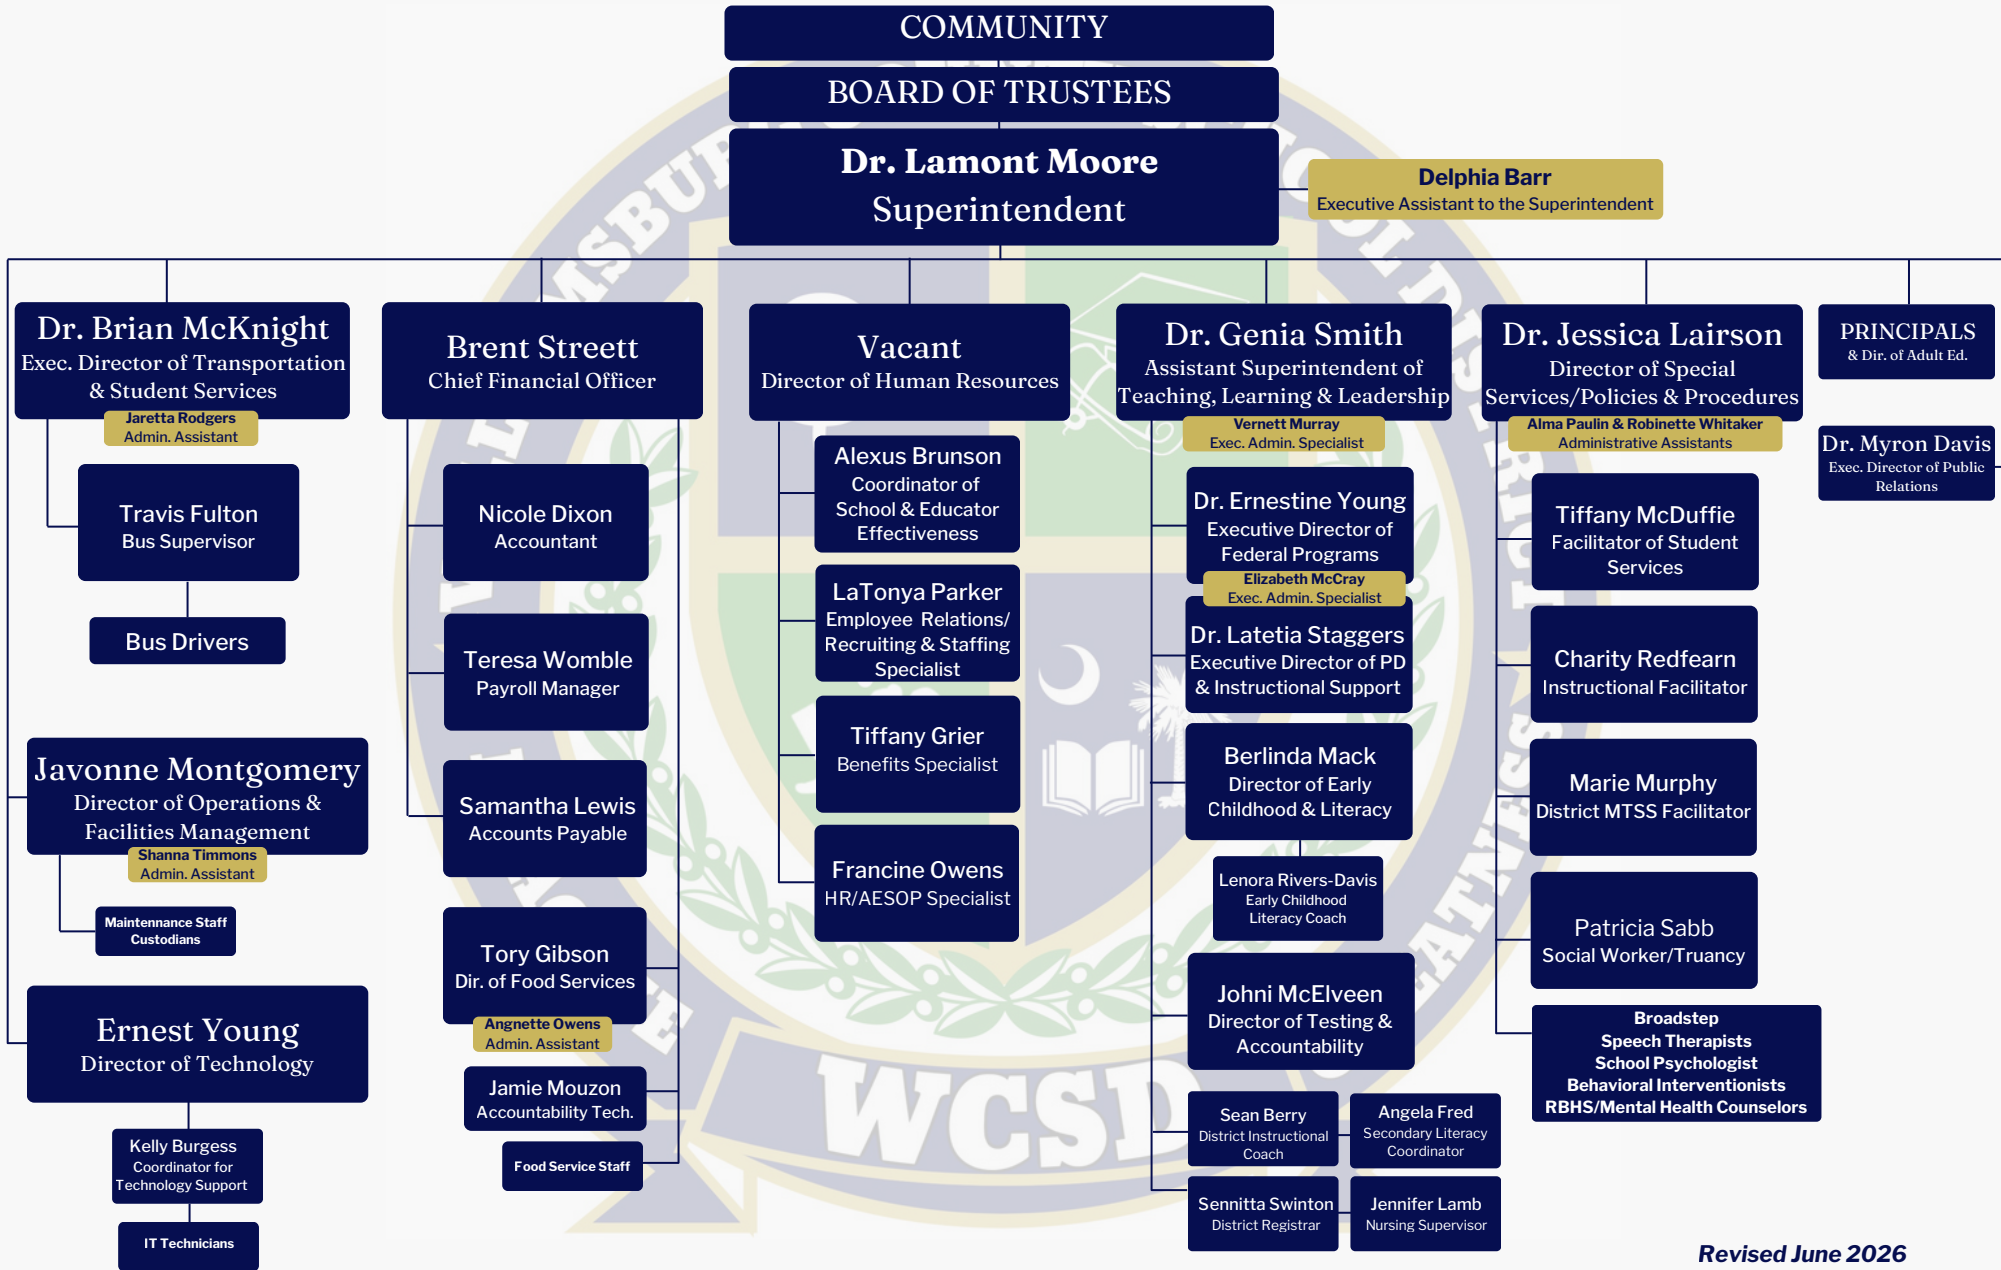 COMMUNITY
BOARD OF TRUSTEES
Dr. Lamont Moore
Superintendent
Delphia Barr
Executive Assistant to the Superintendent
Dr. Brian McKnight
Exec. Director of Transportation
& Student Services
Jaretta Rodgers
Admin. Assistant
Travis Fulton
Bus Supervisor
Bus Drivers
Javonne Montgomery
Director of Operations &
Facilities Management
Shanna Timmons
Admin. Assistant
Maintennance Staff
Custodians
Ernest Young
Director of Technology
Kelly Burgess
Coordinator for
Technology Support
IT Technicians
Brent Streett
Chief Financial Officer
Nicole Dixon
Accountant
Teresa Womble
Payroll Manager
Samantha Lewis
Accounts Payable
Tory Gibson
Dir. of Food Services
Angnette Owens
Admin. Assistant
Jamie Mouzon
Accountability Tech.
Food Service Staff
Vacant
Director of Human Resources
Alexus Brunson
Coordinator of
School & Educator
Effectiveness
LaTonya Parker
Employee Relations/
Recruiting & Staffing
Specialist
Tiffany Grier
Benefits Specialist
Francine Owens
HR/AESOP Specialist
Dr. Genia Smith
Assistant Superintendent of
Teaching, Learning & Leadership
Vernett Murray
Exec. Admin. Specialist
Dr. Ernestine Young
Executive Director of
Federal Programs
Elizabeth McCray
Exec. Admin. Specialist
Dr. Latetia Staggers
Executive Director of PD
& Instructional Support
Berlinda Mack
Director of Early
Childhood & Literacy
Lenora Rivers-Davis
Early Childhood
Literacy Coach
Johni McElveen
Director of Testing &
Accountability
Sean Berry
District Instructional
Coach
Angela Fred
Secondary Literacy
Coordinator
Sennitta Swinton
District Registrar
Jennifer Lamb
Nursing Supervisor
Dr. Jessica Lairson
Director of Special
Services/Policies & Procedures
Alma Paulin & Robinette Whitaker
Administrative Assistants
Tiffany McDuffie
Facilitator of Student
Services
Charity Redfearn
Instructional Facilitator
Marie Murphy
District MTSS Facilitator
Patricia Sabb
Social Worker/Truancy
Broadstep
Speech Therapists
School Psychologist
Behavioral Interventionists
RBHS/Mental Health Counselors
PRINCIPALS
& Dir. of Adult Ed.
Dr. Myron Davis
Exec. Director of Public
Relations
WCSD
Revised June 2026